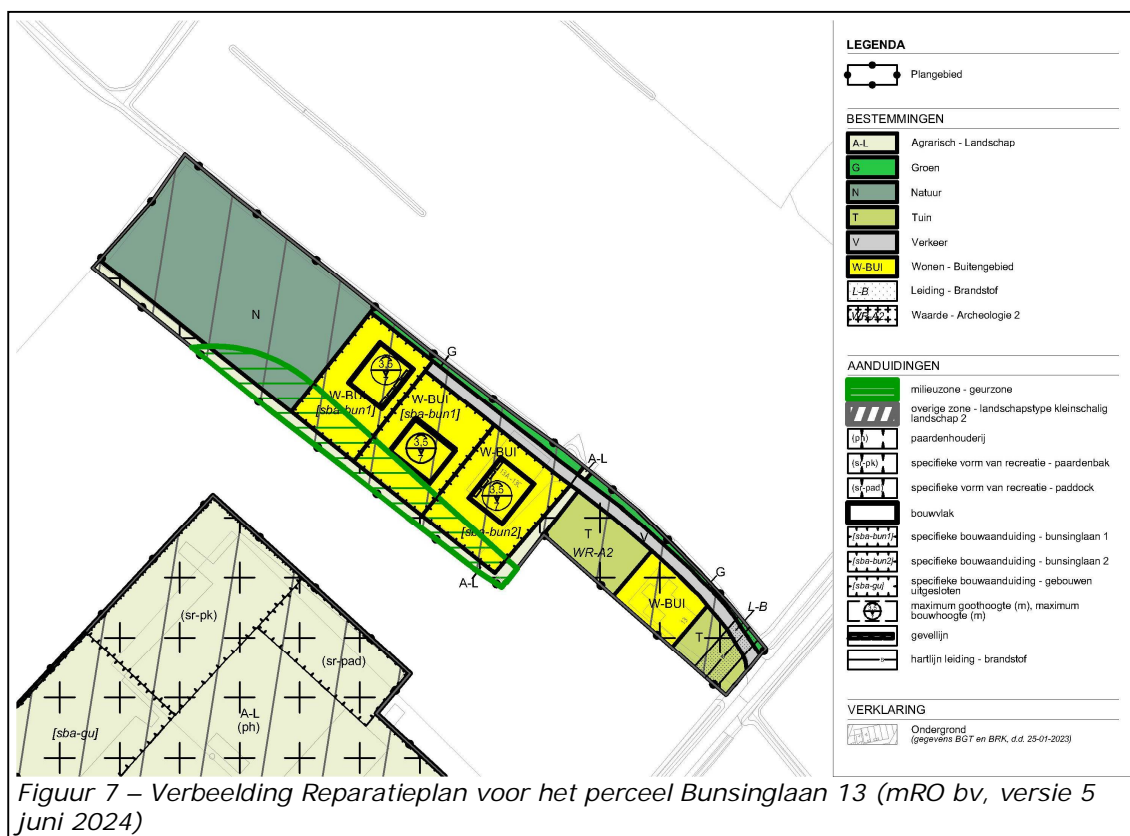 LEGENDA
Plangebied
BESTEMMINGEN
A-L Agrarisch - Landschap
G Groen
N Natuur
T Tuin
V Verkeer
W-BUI Wonen - Buitengebied
L-B Leiding - Brandstof
WR-A2 Waarde - Archeologie 2
AANDUIDINGEN
milieuzone - geurzone
overige zone - landschapstype kleinschalig
landschap 2
(ph) paardenhouderij
(sr-pk) specifieke vorm van recreatie - paardenbak
(sr-pad) specifieke vorm van recreatie - paddock
bouwvlak
[sba-bun1] specifieke bouwaanduiding - bunsinglaan 1
[sba-bun2] specifieke bouwaanduiding - bunsinglaan 2
[sba-gu] specifieke bouwaanduiding - gebouwen
uitgesloten
maximum goothoogte (m), maximum
bouwhoogte (m)
gevellijn
hartlijn leiding - brandstof
VERKLARING
Ondergrond
(gegevens BGT en BRK, d.d. 25-01-2023)
N
G
3,5
7
W-BUI
[sba-bun1]
W-BUI
[sba-bun1]
3,5
7
W-BUI
3,5
7
[sba-bun2]
A-L
A-L
T
WR-A2
V
G
W-BUI
L-B
T
(sr-pk)
(sr-pad)
A-L
(ph)
[sba-gu]
Figuur 7 – Verbeelding Reparatieplan voor het perceel Bunsinglaan 13 (mRO bv, versie 5
juni 2024)